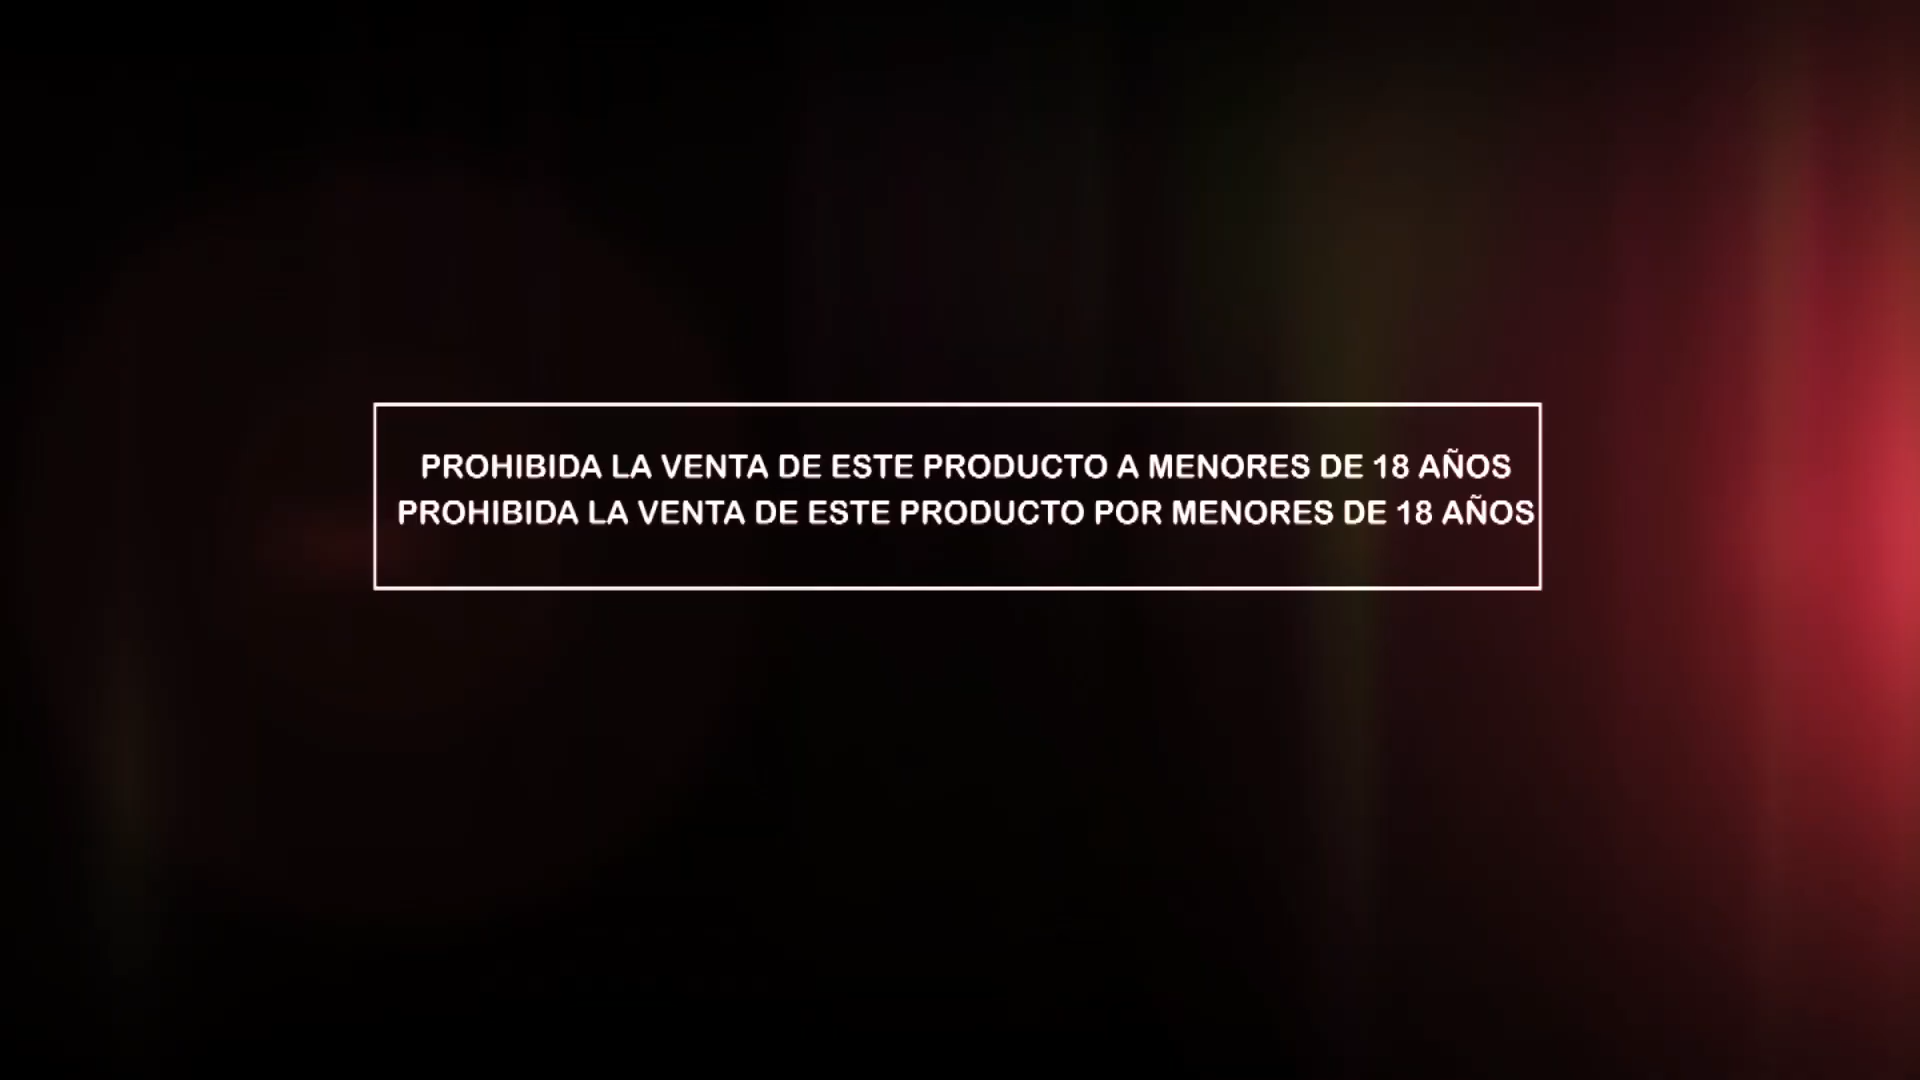 PROHIBIDA LA VENTA DE ESTE PRODUCTO A MENORES DE 18 AÑOS
PROHIBIDA LA VENTA DE ESTE PRODUCTO POR MENORES DE 18 AÑOS